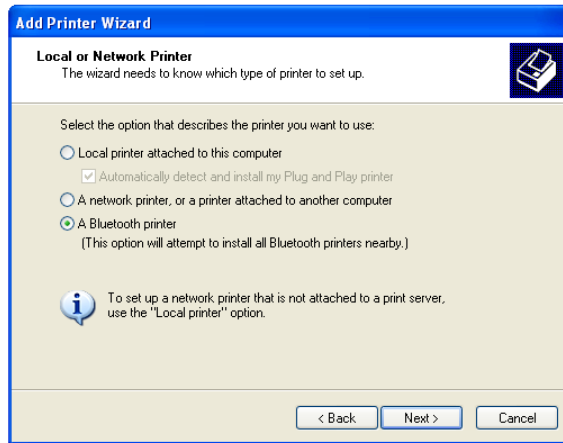 Add Printer Wizard
Local or Network Printer
The wizard needs to know which type of printer to set up.
Select the option that describes the printer you want to use:
Local printer attached to this computer
Automatically detect and install my Plug and Play printer
A network printer, or a printer attached to another computer
A Bluetooth printer
(This option will attempt to install all Bluetooth printers nearby.)
To set up a network printer that is not attached to a print server,
use the "Local printer" option.
< Back Next > Cancel